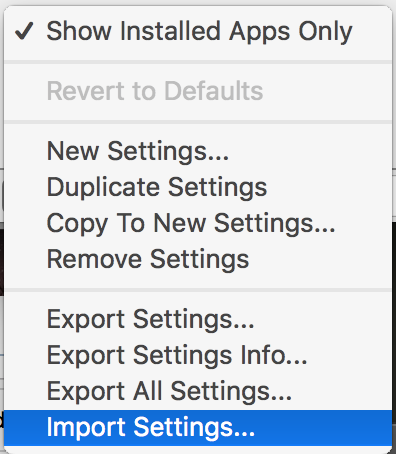 Show Installed Apps Only
Revert to Defaults
New Settings...
Duplicate Settings
Copy To New Settings...
Remove Settings
Export Settings...
Export Settings Info...
Export All Settings...
Import Settings...